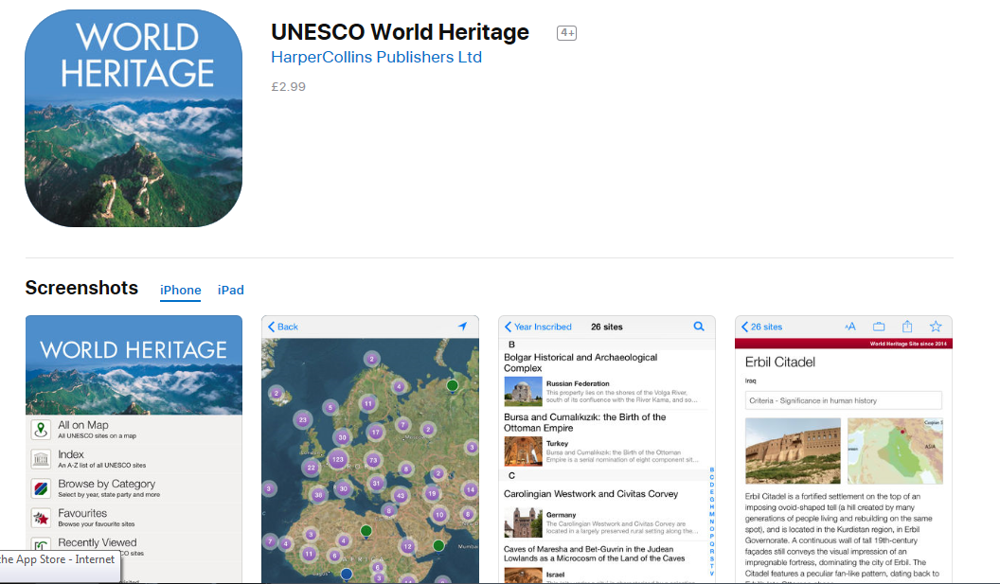 WORLD
HERITAGE
UNESCO World Heritage 4+
HarperCollins Publishers Ltd
£2.99
Screenshots iPhone iPad
WORLD HERITAGE
All on Map
All UNESCO sites on a map
Index
An A-Z list of all UNESCO sites
Browse by Category
Select by year, state party and more
Favourites
Browse your favourite sites
Recently Viewed
CO sites
the App Store - Internet
visited
Back
2
2
4
5
11
23
7
2
30
17
3
123
73
22
8
2
31
3
38
30
43
19
14
8
10
8
3
7
4
4
12
11
6
6
3
Year Inscribed 26 sites
B
Bolgar Historical and Archaeological
Complex
Russian Federation
This property lies on the shores of the Volga River,
south of its confluence with the River Kama, and so...
Bursa and Cumalıkızık: the Birth of the
Ottoman Empire
Turkey
Bursa and Cumalıkızık: the Birth of the Ottoman
Empire is a serial nomination of eight component sit...
C
Carolingian Westwork and Civitas Corvey
Germany
The Carolingian Westwork and Civitas Corvey are
located in a largely preserved rural setting along the...
Caves of Maresha and Bet-Guvrin in the Judean
Lowlands as a Microcosm of the Land of the Caves
Israel
B
C
D
E
G
H
M
N
O
P
Q
R
S
T
V
26 sites AA
World Heritage Site since 2014
Erbil Citadel
Iraq
Criteria - Significance in human history
Caspian S
ASIA
Erbil Citadel is a fortified settlement on the top of an
imposing ovoid-shaped tell (a hill created by many
generations of people living and rebuilding on the same
spot), and is located in the Kurdistan region, in Erbil
Governorate. A continuous wall of tall 19th-century
façades still conveys the visual impression of an
impregnable fortress, dominating the city of Erbil. The
Citadel features a peculiar fan-like pattern, dating back to